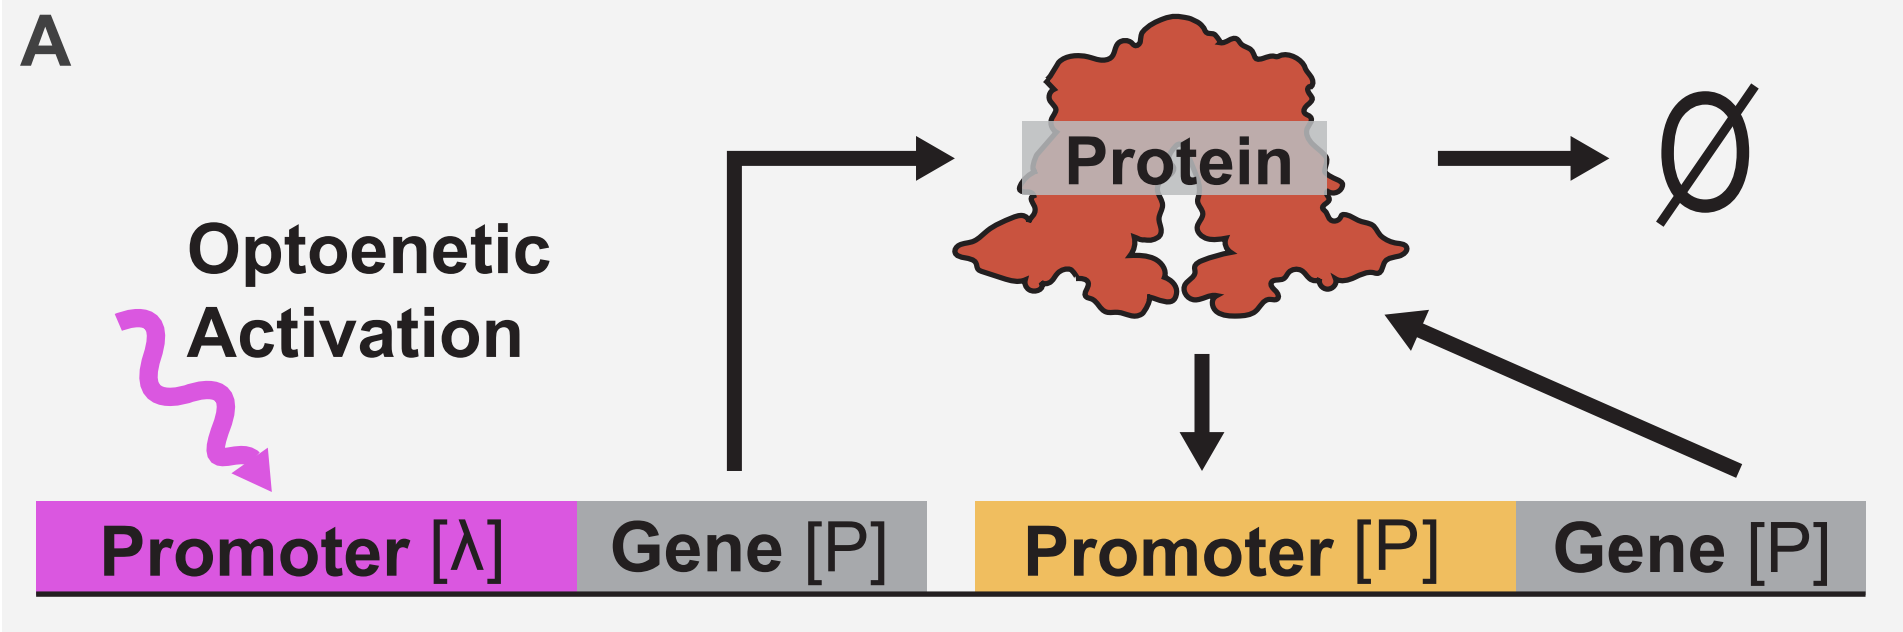 A
Protein
Ø
Optoenetic
Activation
Promoter [λ] Gene [P] Promoter [P] Gene [P]